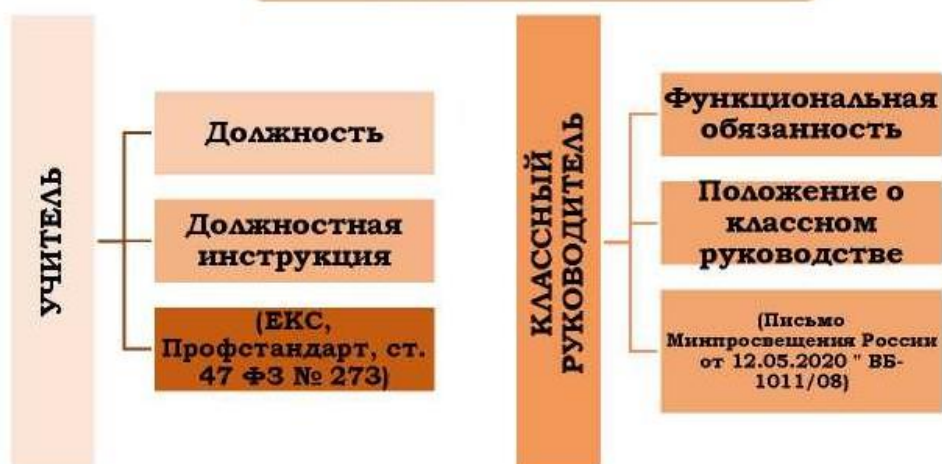 УЧИТЕЛЬ
Должность
Должностная
инструкция
(ЕКС,
Профстандарт, ст.
47 ФЗ № 273)
КЛАССНЫЙ
РУКОВОДИТЕЛЬ
Функциональная
обязанность
Положение о
классном
руководстве
(Письмо
Минпросвещения России
от 12.05.2020 " ВБ-
1011/08)